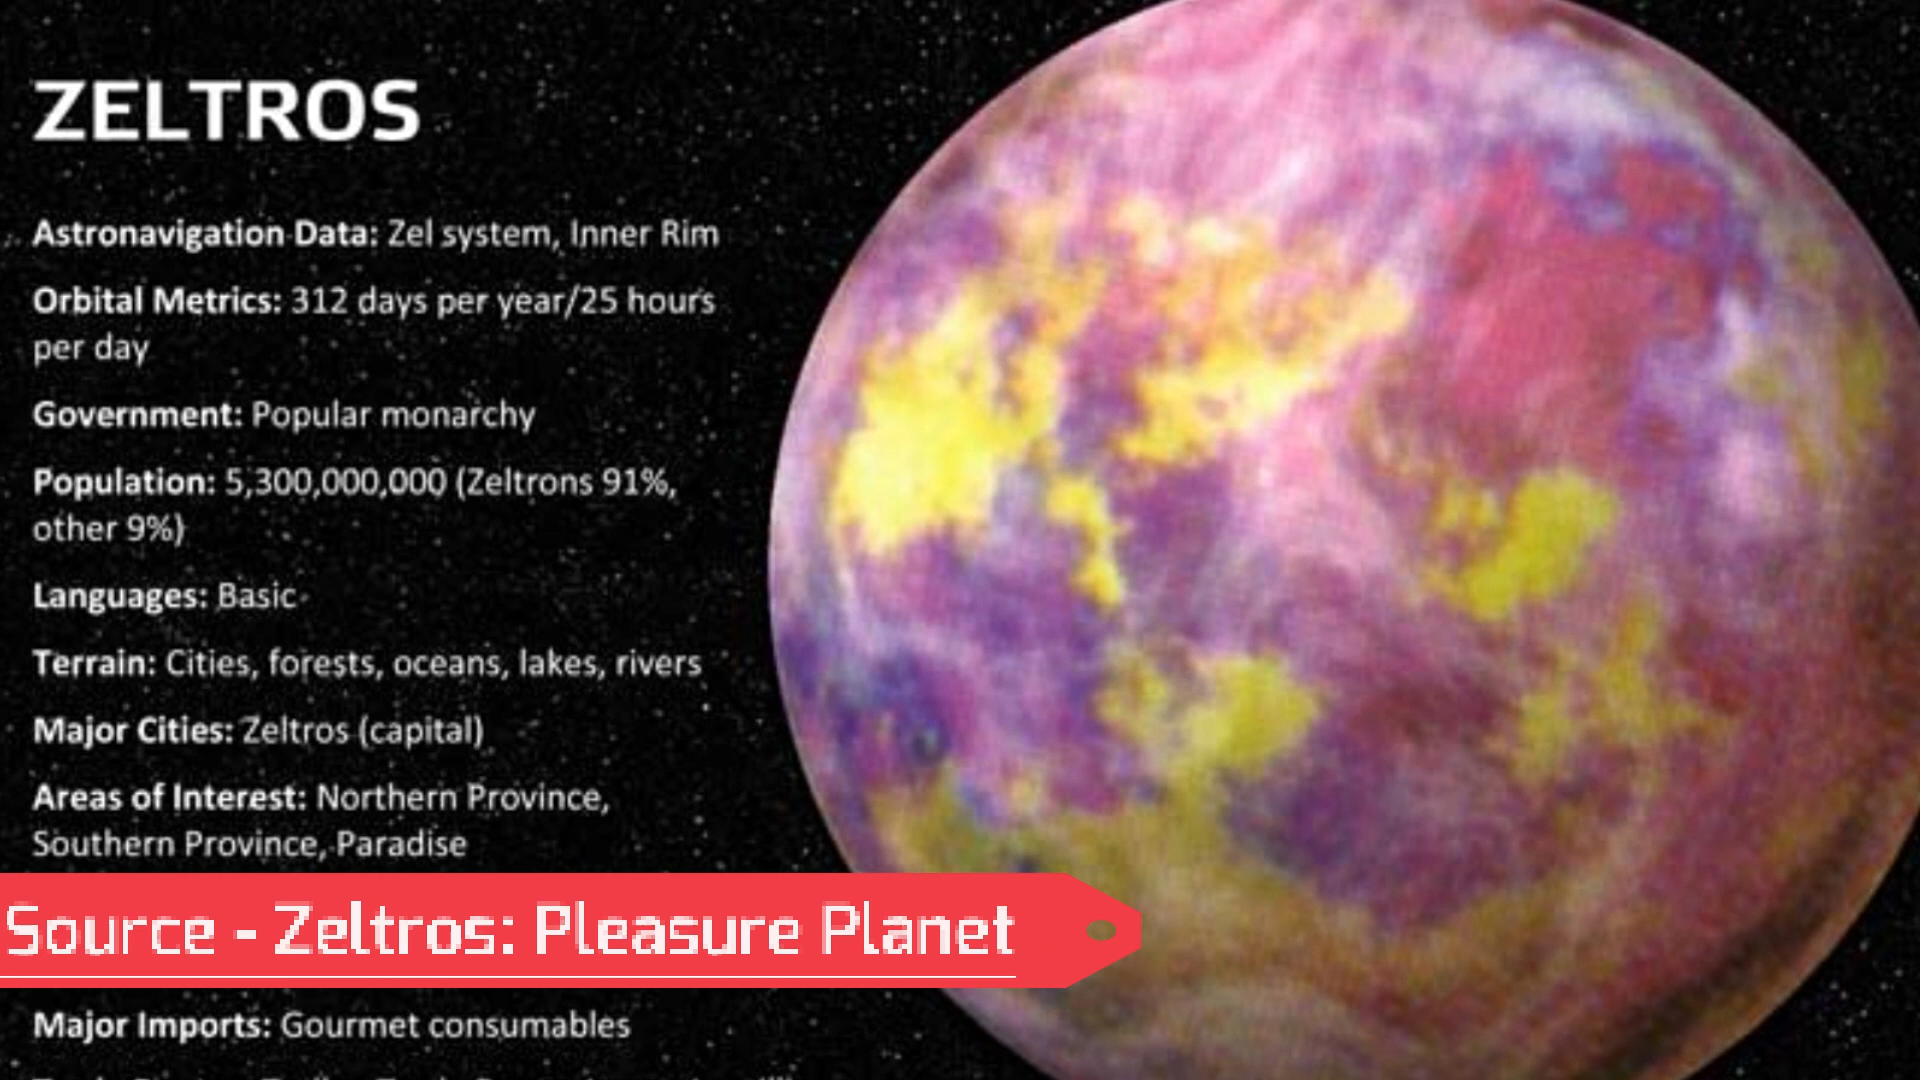 ZELTROS
Astronavigation Data: Zel system, Inner Rim
Orbital Metrics: 312 days per year/25 hours
per day
Government: Popular monarchy
Population: 5,300,000,000 (Zeltrons 91%,
other 9%)
Languages: Basic
Terrain: Cities, forests, oceans, lakes, rivers
Major Cities: Zeltros (capital)
Areas of Interest: Northern Province,
Southern Province, Paradise
Source - Zeltros: Pleasure Planet
Major Imports: Gourmet consumables